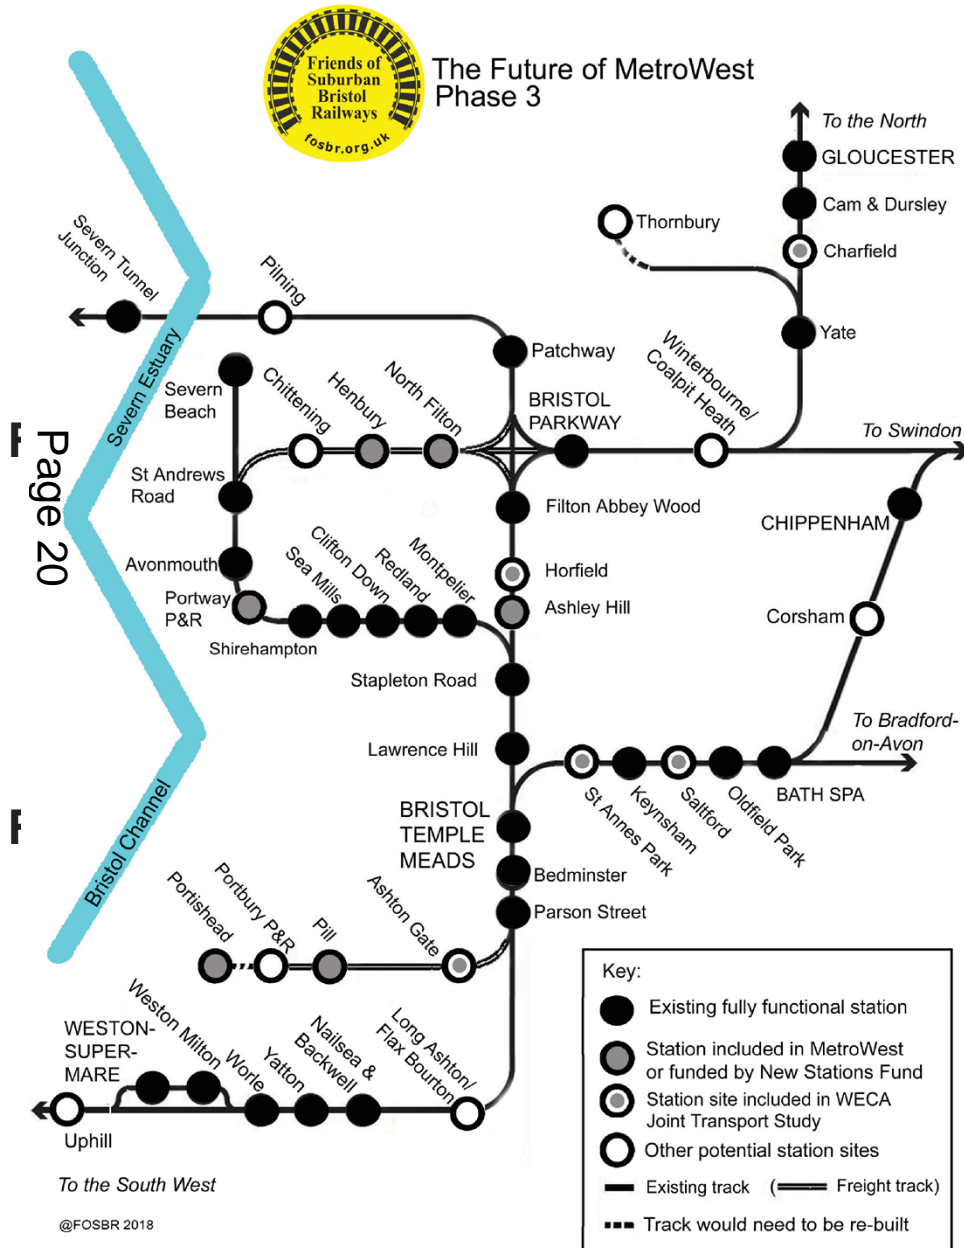 Friends of
Suburban
Bristol
Railways
fosbr.org.uk
The Future of MetroWest
Phase 3
To the North
GLOUCESTER
Cam & Dursley
Charfield
Thornbury
Yate
Severn Tunnel
Junction
Pilning
Patchway
Severn Estuary
Severn
Beach
Chittening
Henbury
North Filton
BRISTOL
PARKWAY
Winterbourne/
Coalpit Heath
To Swindon
Page 20
St Andrews
Road
Filton Abbey Wood
CHIPPENHAM
Avonmouth
Portway
P&R
Shirehampton
Sea Mills
Clifton Down
Redland
Montpelier
Horfield
Ashley Hill
Corsham
Stapleton Road
Lawrence Hill
To Bradford-
on-Avon
BATH SPA
St Annes Park
Keynsham
Saltford
Oldfield Park
Bristol Channel
BRISTOL
TEMPLE
MEADS
Bedminster
Parson Street
Portishead
Portbury P&R
Pill
Ashton Gate
WESTON-
SUPER-
MARE
Weston Milton
Worle
Yatton
Nailsea &
Backwell
Long Ashton/
Flax Bourton
Uphill
To the South West
@FOSBR 2018
Key:
Existing fully functional station
Station included in MetroWest
or funded by New Stations Fund
Station site included in WECA
Joint Transport Study
Other potential station sites
Existing track (Freight track)
Track would need to be re-built